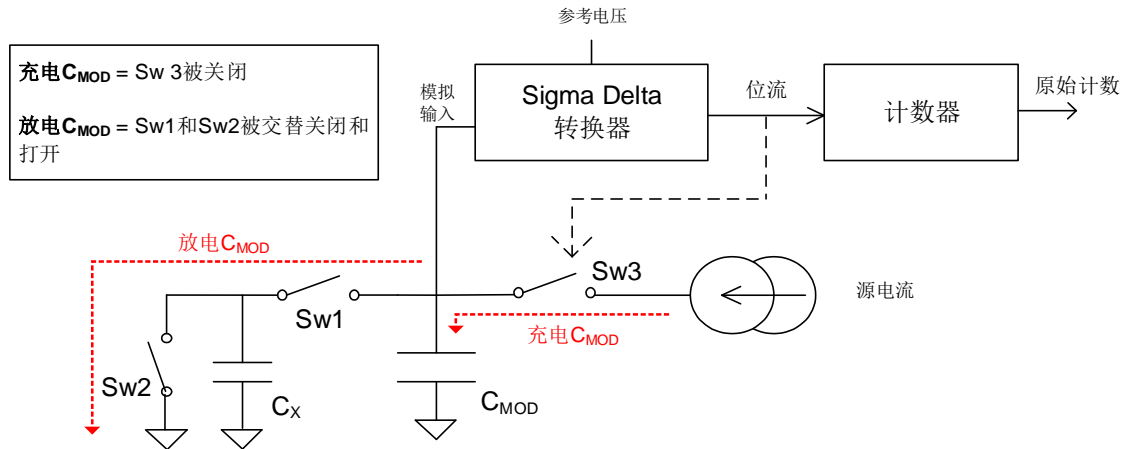 参考电压
充电CMOD = Sw 3被关闭
放电CMOD = Sw1和Sw2被交替关闭和
打开
模拟
输入
Sigma Delta
转换器
位流
计数器
原始计数
放电CMOD
Sw1
Sw3
源电流
充电CMOD
Sw2
CX
CMOD